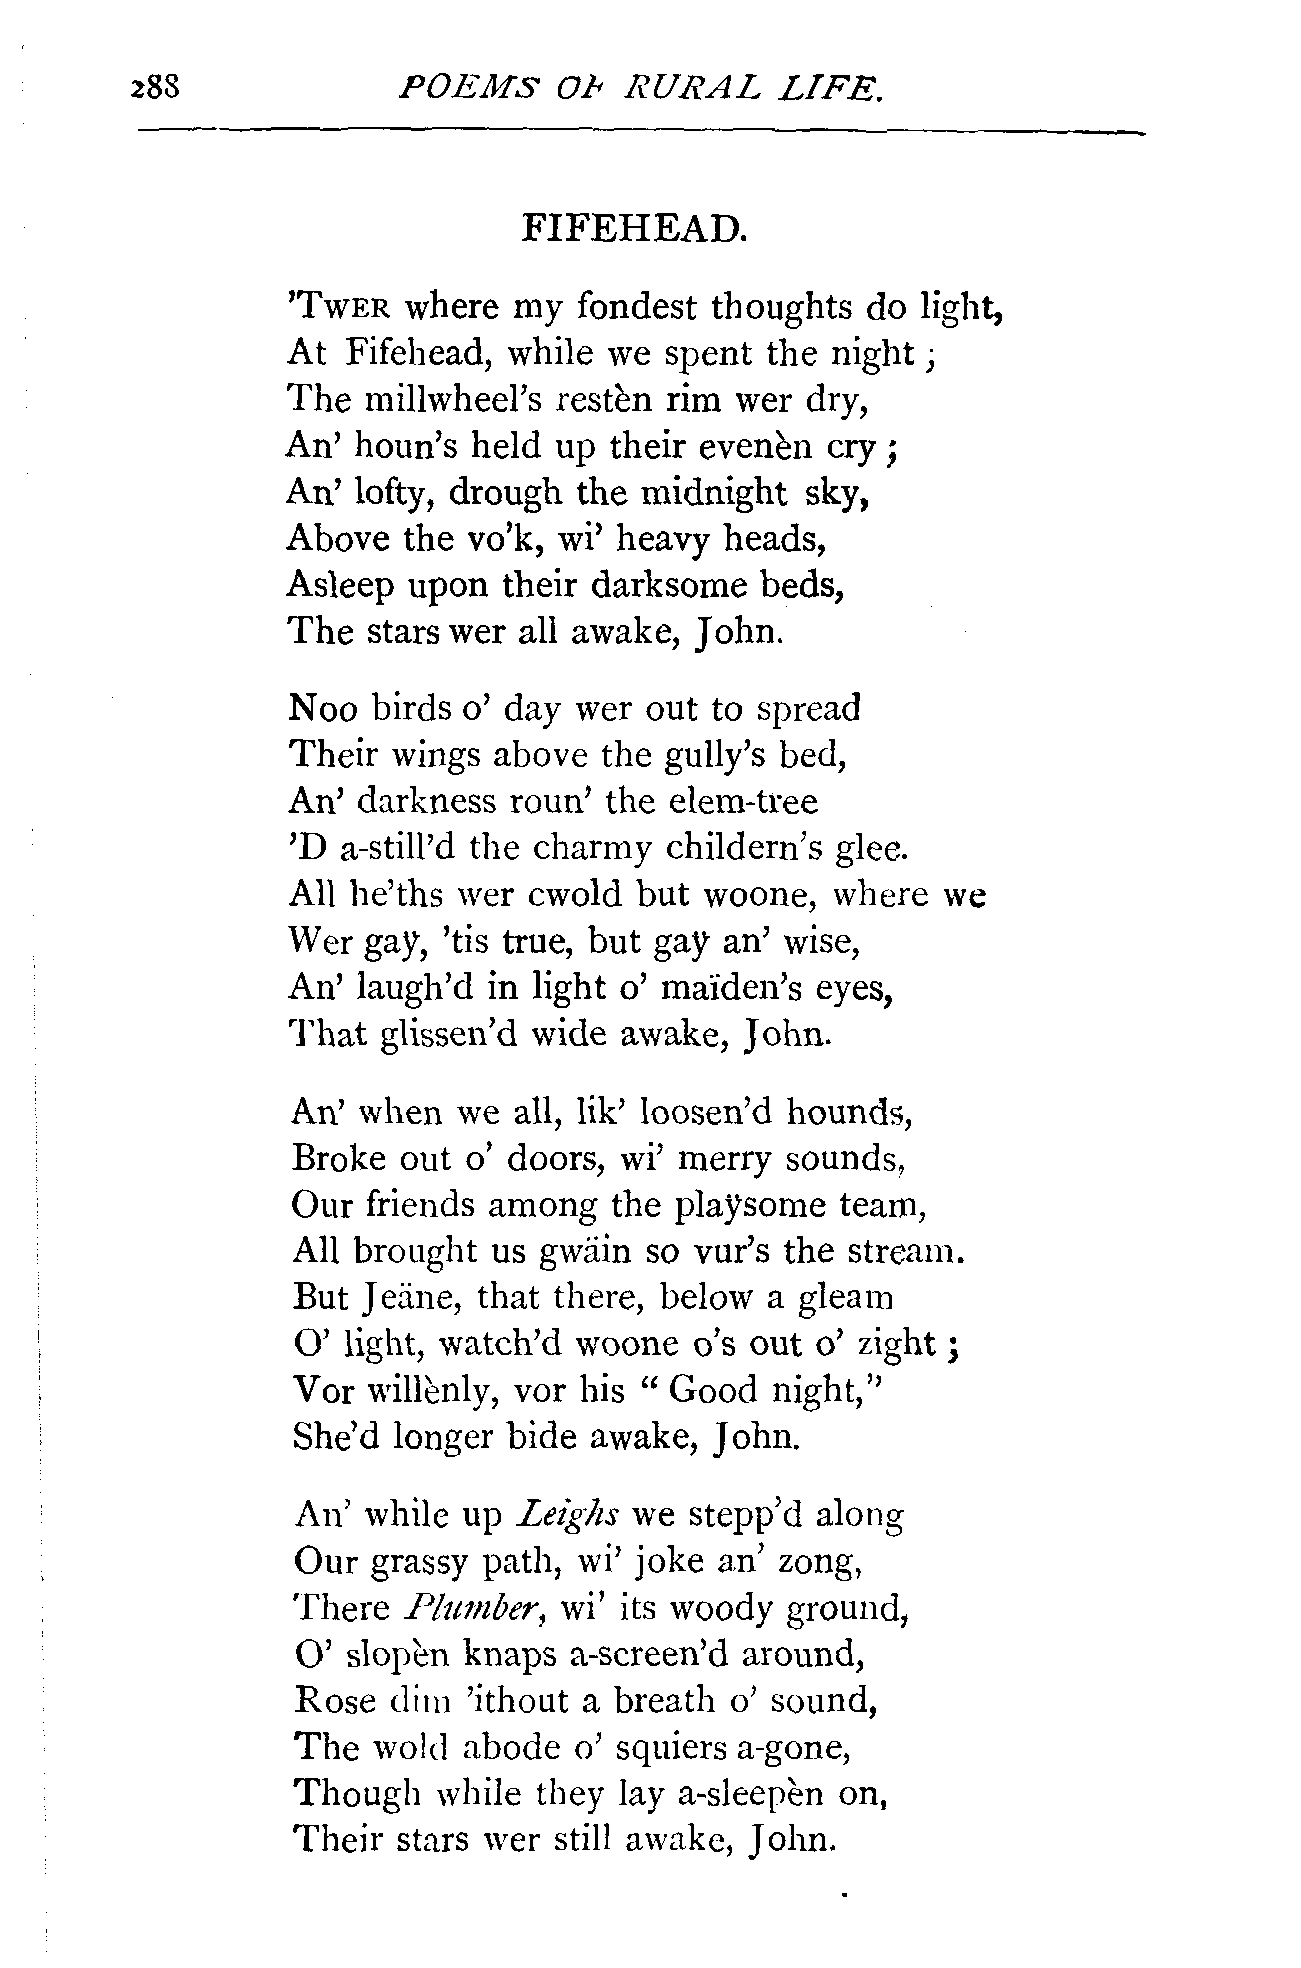 288 POEMS OF RURAL LIFE.
FIFEHEAD.
'TWER where my fondest thoughts do light,
At Fifehead, while we spent the night ;
The millwheel's restèn rim wer dry,
An' houn's held up their evenèn cry ;
An' lofty, drough the midnight sky,
Above the vo'k, wi' heavy heads,
Asleep upon their darksome beds,
The stars wer all awake, John.
Noo birds o' day wer out to spread
Their wings above the gully's bed,
An' darkness roun' the elem-tree
'D a-still'd the charmy childern's glee.
All he'ths wer cwold but woone, where we
Wer gaÿ, 'tis true, but gaÿ an' wise,
An' laugh'd in light o' maïden's eyes,
That glissen'd wide awake, John.
An' when we all, lik' loosen'd hounds,
Broke out o' doors, wi' merry sounds,
Our friends among the plaÿsome team,
All brought us gwäin so vur's the stream.
But Jeäne, that there, below a gleam
O' light, watch'd woone o's out o' zight ;
Vor willènly, vor his “ Good night,”
She'd longer bide awake, John.
An' while up Leighs we stepp'd along
Our grassy path, wi' joke an' zong,
There Plumber, wi' its woody ground,
O' slopèn knaps a-screen'd around,
Rose dim 'ithout a breath o' sound,
The wold abode o' squiers a-gone,
Though while they lay a-sleepèn on,
Their stars wer still awake, John.